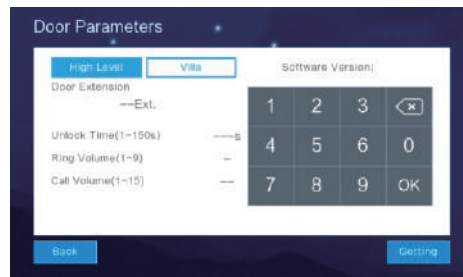 Door Parameters
High Level
Villa
Software Version:
Door Extension
--Ext.
Unlock Time(1-150s)
---s
Ring Volume(1-9)
-
Call Volume(1-15)
--
1 2 3
4 5 6 0
7 8 9 OK
Back
Getting